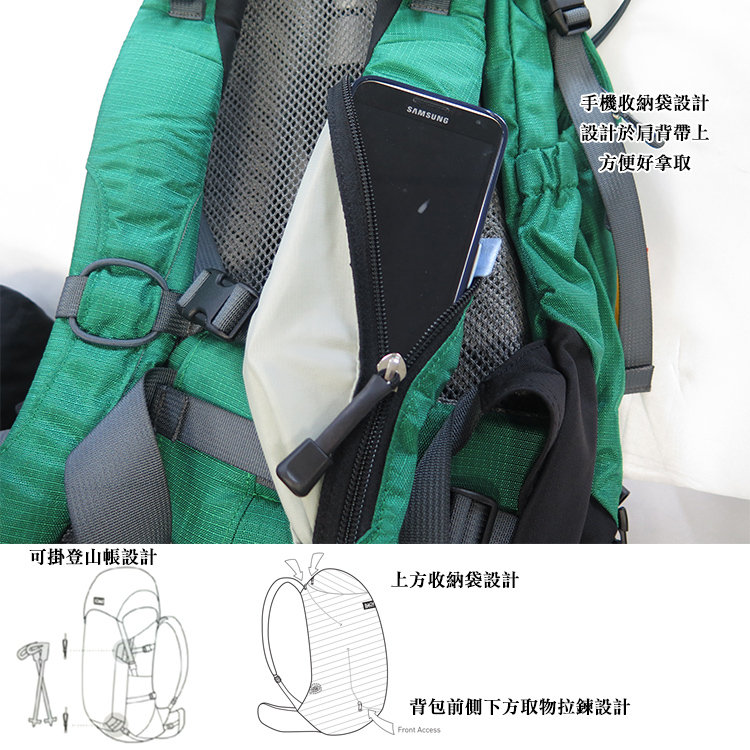 SAMSUNG
手機收納袋設計
設計於肩背帶上
方便好拿取
可掛登山帳設計
上方收納袋設計
背包前側下方取物拉鍊設計
Front Access